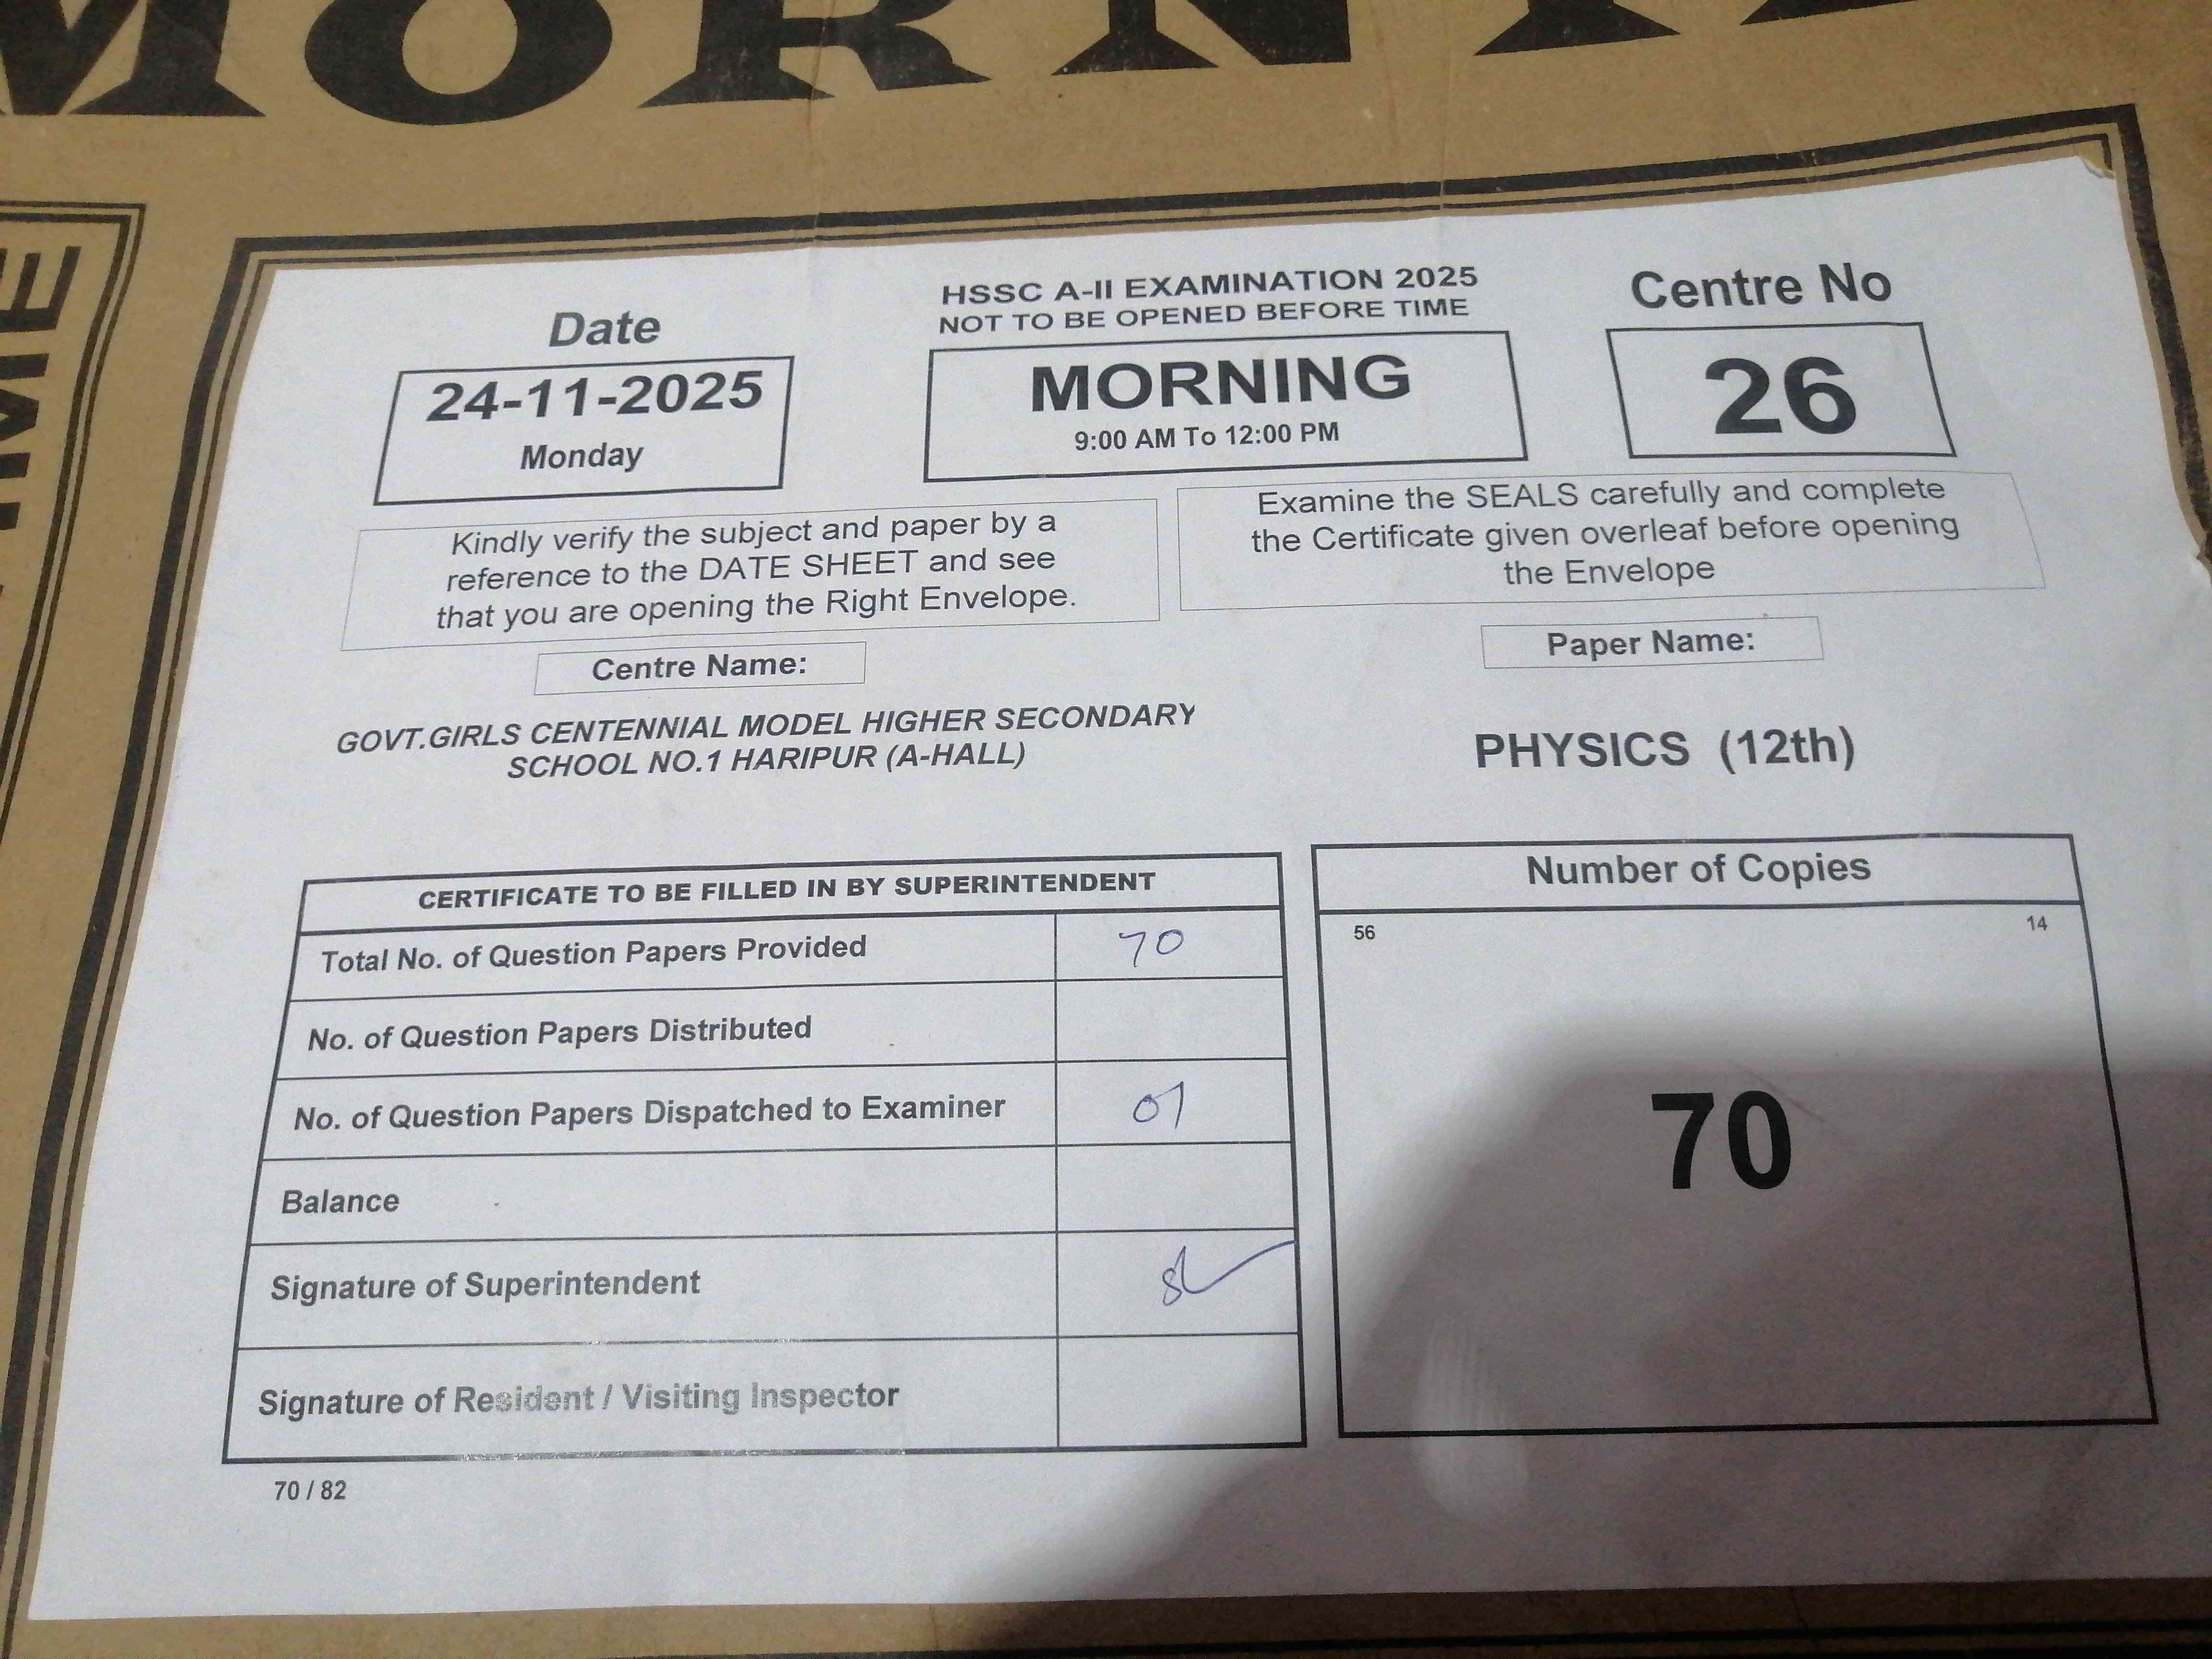 MORNI
TIME
Date
24-11-2025
Monday
HSSC A-II EXAMINATION 2025
NOT TO BE OPENED BEFORE TIME
MORNING
9:00 AM To 12:00 PM
Centre No
26
Kindly verify the subject and paper by a
reference to the DATE SHEET and see
that you are opening the Right Envelope.
Examine the SEALS carefully and complete
the Certificate given overleaf before opening
the Envelope
Centre Name:
GOVT.GIRLS CENTENNIAL MODEL HIGHER SECONDARY
SCHOOL NO.1 HARIPUR (A-HALL)
Paper Name:
PHYSICS (12th)
CERTIFICATE TO BE FILLED IN BY SUPERINTENDENT
Total No. of Question Papers Provided 70
No. of Question Papers Distributed
No. of Question Papers Dispatched to Examiner 01
Balance
Signature of Superintendent
Signature of Resident / Visiting Inspector
Number of Copies
56 14
70
70 / 82